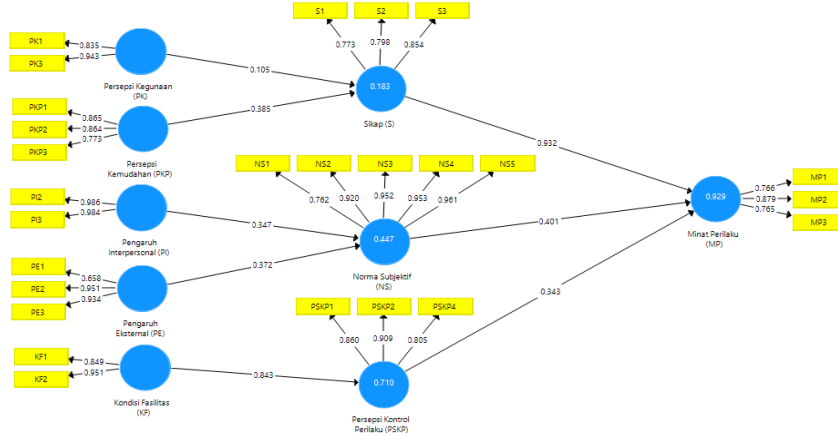 S1
S2
S3
0.773
0.798
0.854
PK1
PK3
0.835
0.943
Persepsi Kegunaan
(PK)
0.105
0.183
Sikap (S)
PKP1
PKP2
PKP3
0.865
0.864
0.773
Persepsi
Kemudahan (PKP)
0.385
0.932
NS1
NS2
NS3
NS4
NS5
0.762
0.920
0.952
0.953
0.961
PI2
PI3
0.986
0.984
Pengaruh
Interpersonal (PI)
0.347
0.447
Norma Subjektif
(NS)
0.401
0.929
Minat Perilaku
(MP)
0.766
0.879
0.765
MP1
MP2
MP3
PE1
PE2
PE3
0.658
0.951
0.934
Pengaruh
Eksternal (PE)
0.372
-0.343
PSKP1
PSKP2
PSKP4
0.860
0.909
0.805
KF1
KF2
0.849
0.951
Kondisi Fasilitas
(KF)
0.843
0.710
Persepsi Kontrol
Perilaku (PSKP)